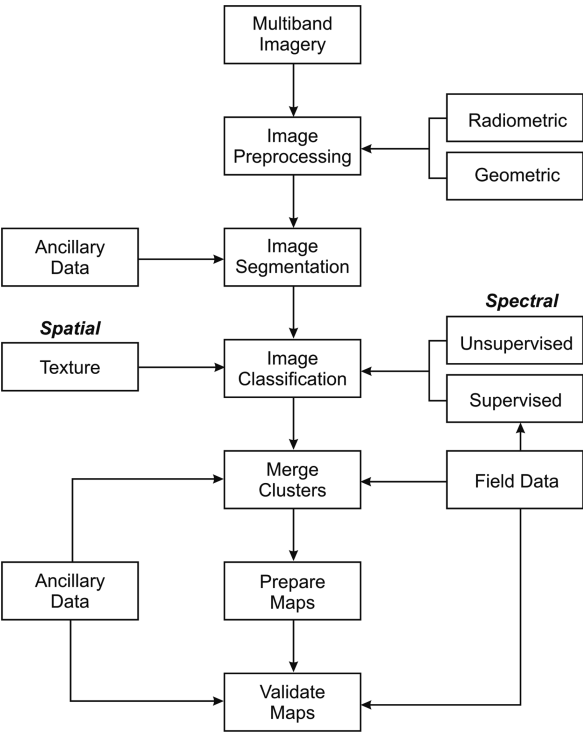 Multiband
Imagery
Image
Preprocessing
Radiometric
Geometric
Ancillary
Data
Image
Segmentation
Spatial
Texture
Image
Classification
Spectral
Unsupervised
Supervised
Merge
Clusters
Field Data
Ancillary
Data
Prepare
Maps
Validate
Maps